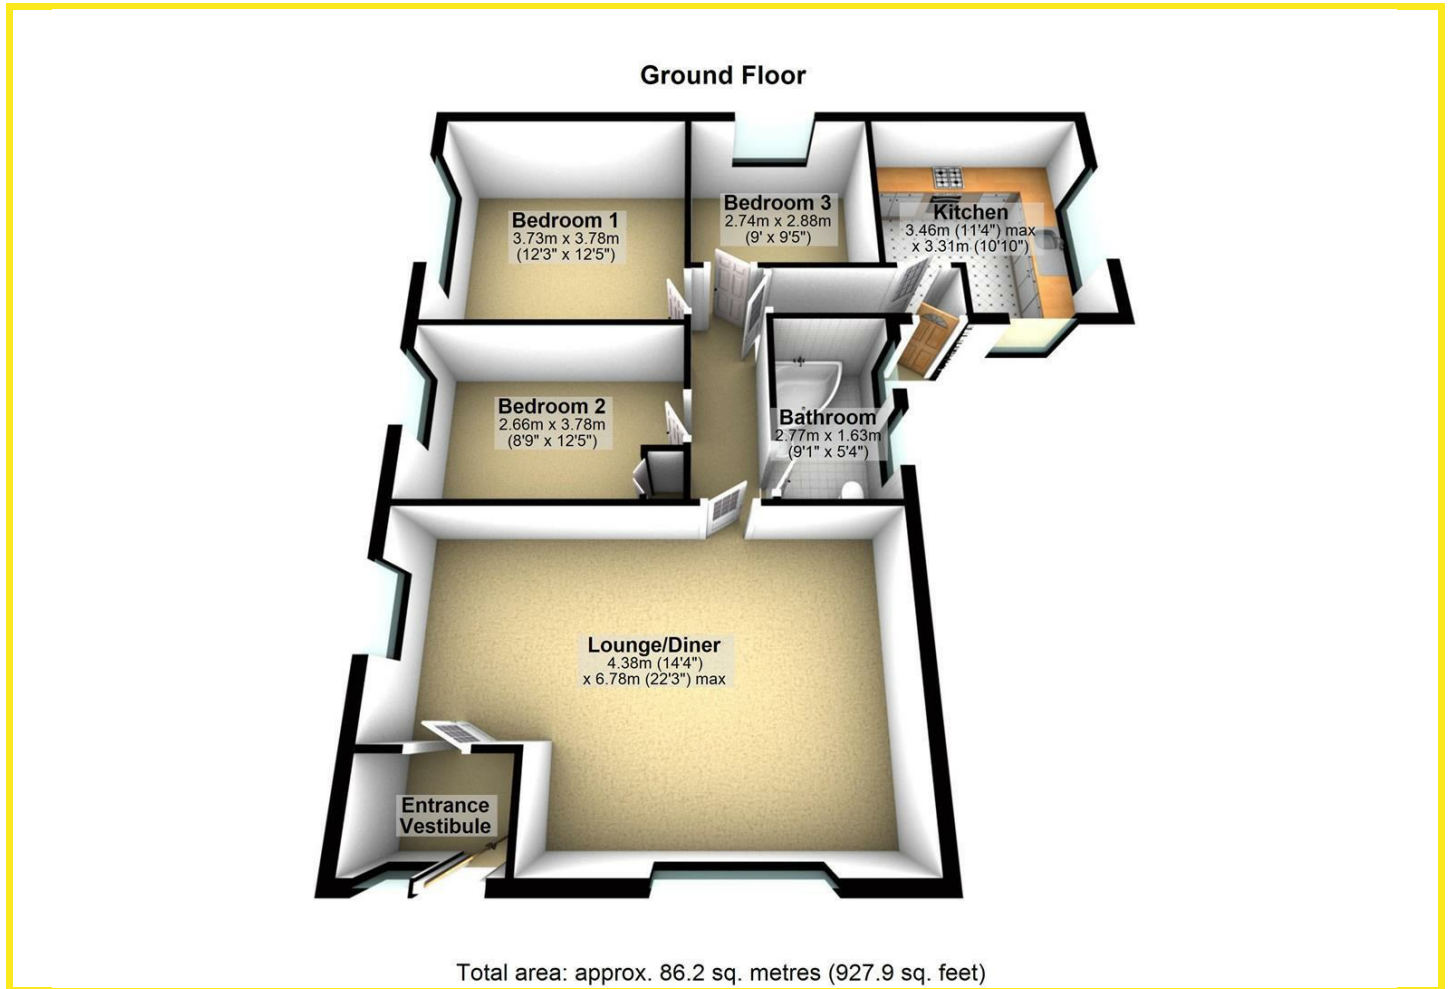 Ground Floor
Bedroom 1
3.73m x 3.78m
(12'3" x 12'5")
Bedroom 3
2.74m x 2.88m
(9' x 9'5")
Kitchen
3.46m (11'4") max
x 3.31m (10'10")
Bedroom 2
2.66m x 3.78m
(8'9" x 12'5")
Bathroom
2.77m x 1.63m
(9'1" x 5'4")
Lounge/Diner
4.38m (14'4")
x 6.78m (22'3") max
Entrance
Vestibule
Total area: approx. 86.2 sq. metres (927.9 sq. feet)